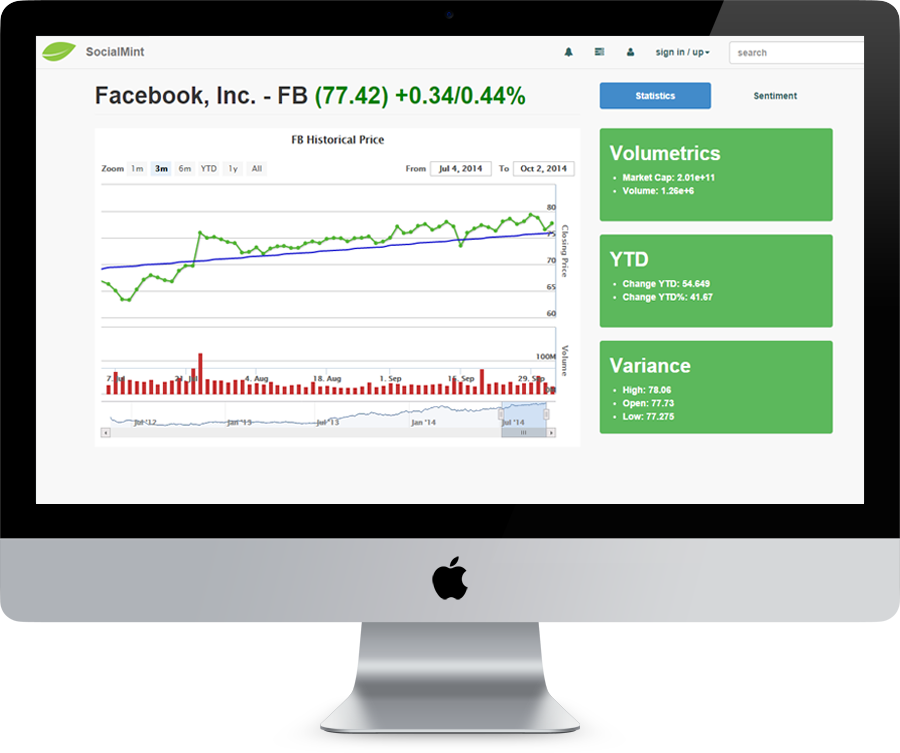 SocialMint
sign in / up
search
Facebook, Inc. - FB (77.42) +0.34/0.44%
Statistics
Sentiment
FB Historical Price
Zoom 1m 3m 6m YTD 1y All
From Jul 4, 2014 To Oct 2, 2014
80
75
70
65
60
Closing Price
100M
Volume
7. Jul 21. Jul 4. Aug 18. Aug 1. Sep 15. Sep 29. Sep
Jul '12 Jan '13 Jul '13 Jan '14 Jul '14
Volumetrics
Market Cap: 2.01e+11
Volume: 1.26e+6
YTD
Change YTD: 54.649
Change YTD%: 41.67
Variance
High: 78.06
Open: 77.73
Low: 77.275